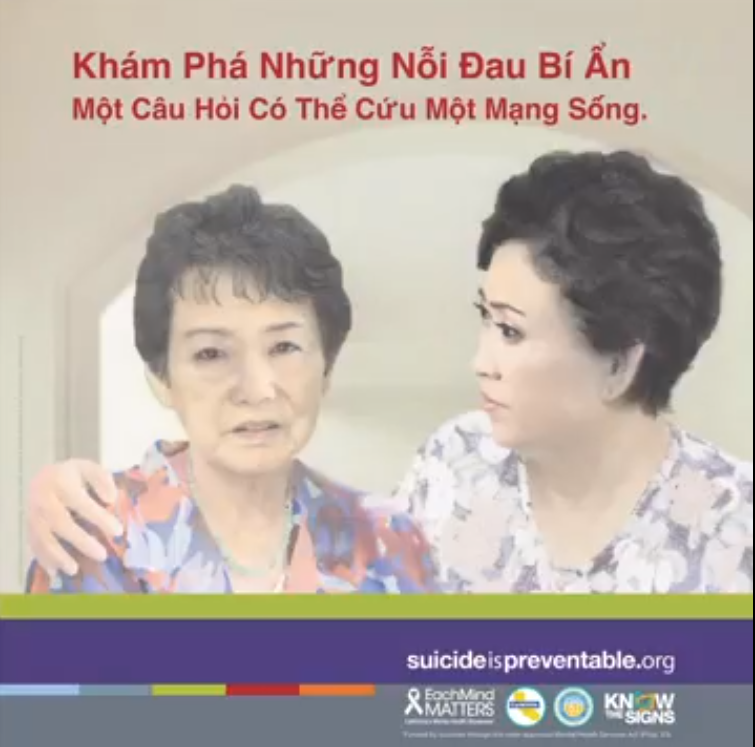 Khám Phá Những Nỗi Đau Bí Ẩn
Một Câu Hỏi Có Thể Cứu Một Mạng Sống.
suicideispreventable.org
EachMind
MATTERS
KNOW
THE SIGNS